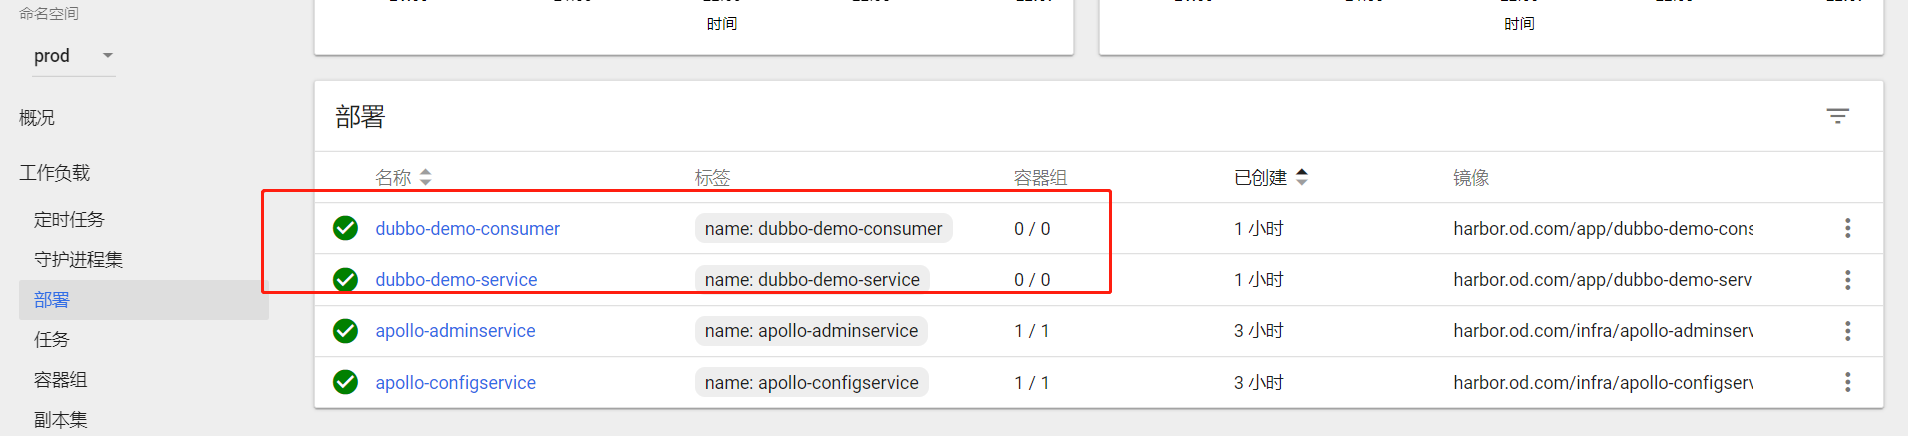 命名空间
prod
概况
工作负载
定时任务
守护进程集
部署
任务
容器组
副本集
时间
时间
部署
名称 标签 容器组 已创建 镜像
dubbo-demo-consumer name: dubbo-demo-consumer 0 / 0 1 小时 harbor.od.com/app/dubbo-demo-cons
dubbo-demo-service name: dubbo-demo-service 0 / 0 1 小时 harbor.od.com/app/dubbo-demo-serv
apollo-adminservice name: apollo-adminservice 1 / 1 3 小时 harbor.od.com/infra/apollo-adminserv
apollo-configservice name: apollo-configservice 1 / 1 3 小时 harbor.od.com/infra/apollo-configserv